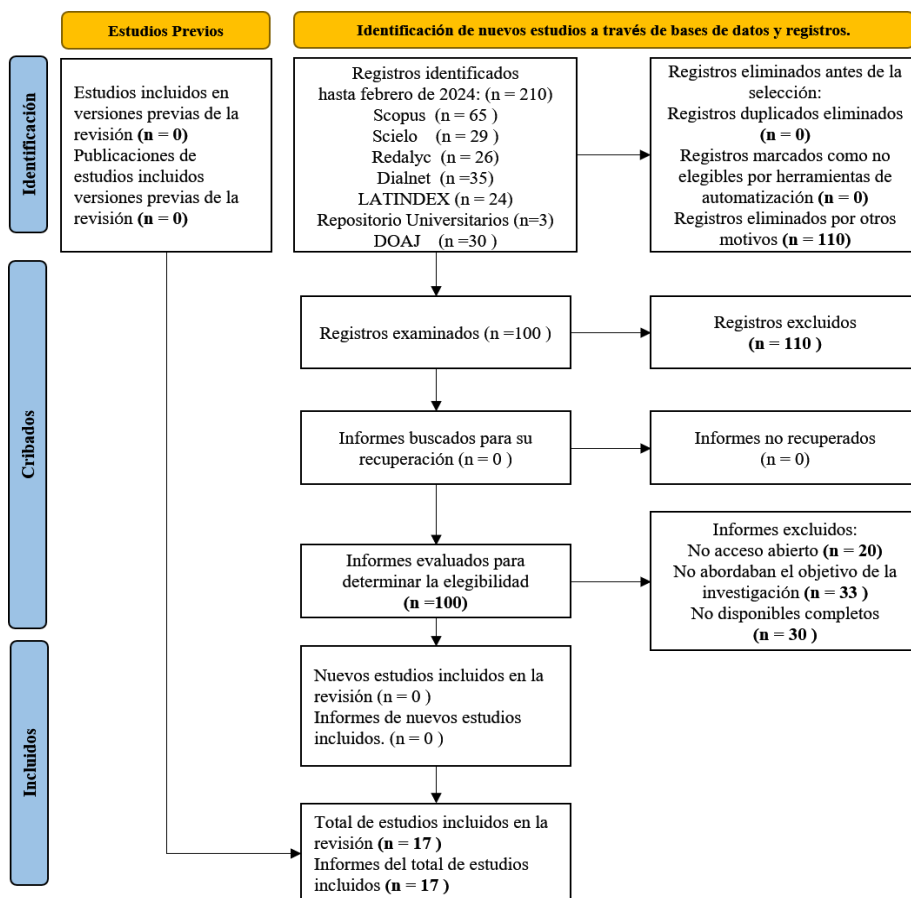 Estudios Previos
Identificación de nuevos estudios a través de bases de datos y registros.
Identificación
Estudios incluidos en
versiones previas de la
revisión (n = 0)
Publicaciones de
estudios incluidos
versiones previas de la
revisión (n = 0)
Registros identificados
hasta febrero de 2024: (n = 210)
Scopus (n = 65 )
Scielo (n = 29 )
Redalyc (n = 26)
Dialnet (n =35)
LATINDEX (n = 24)
Repositorio Universitarios (n=3)
DOAJ (n =30 )
Registros eliminados antes de la
selección:
Registros duplicados eliminados
(n = 0)
Registros marcados como no
elegibles por herramientas de
automatización (n = 0)
Registros eliminados por otros
motivos (n = 110)
Cribados
Registros examinados (n =100 )
Registros excluidos
(n = 110 )
Informes buscados para su
recuperación (n = 0 )
Informes no recuperados
(n = 0)
Informes evaluados para
determinar la elegibilidad
(n =100)
Informes excluidos:
No acceso abierto (n = 20)
No abordaban el objetivo de la
investigación (n = 33 )
No disponibles completos
(n = 30 )
Incluidos
Nuevos estudios incluidos en la
revisión (n = 0 )
Informes de nuevos estudios
incluidos. (n = 0 )
Total de estudios incluidos en la
revisión (n = 17 )
Informes del total de estudios
incluidos (n = 17 )